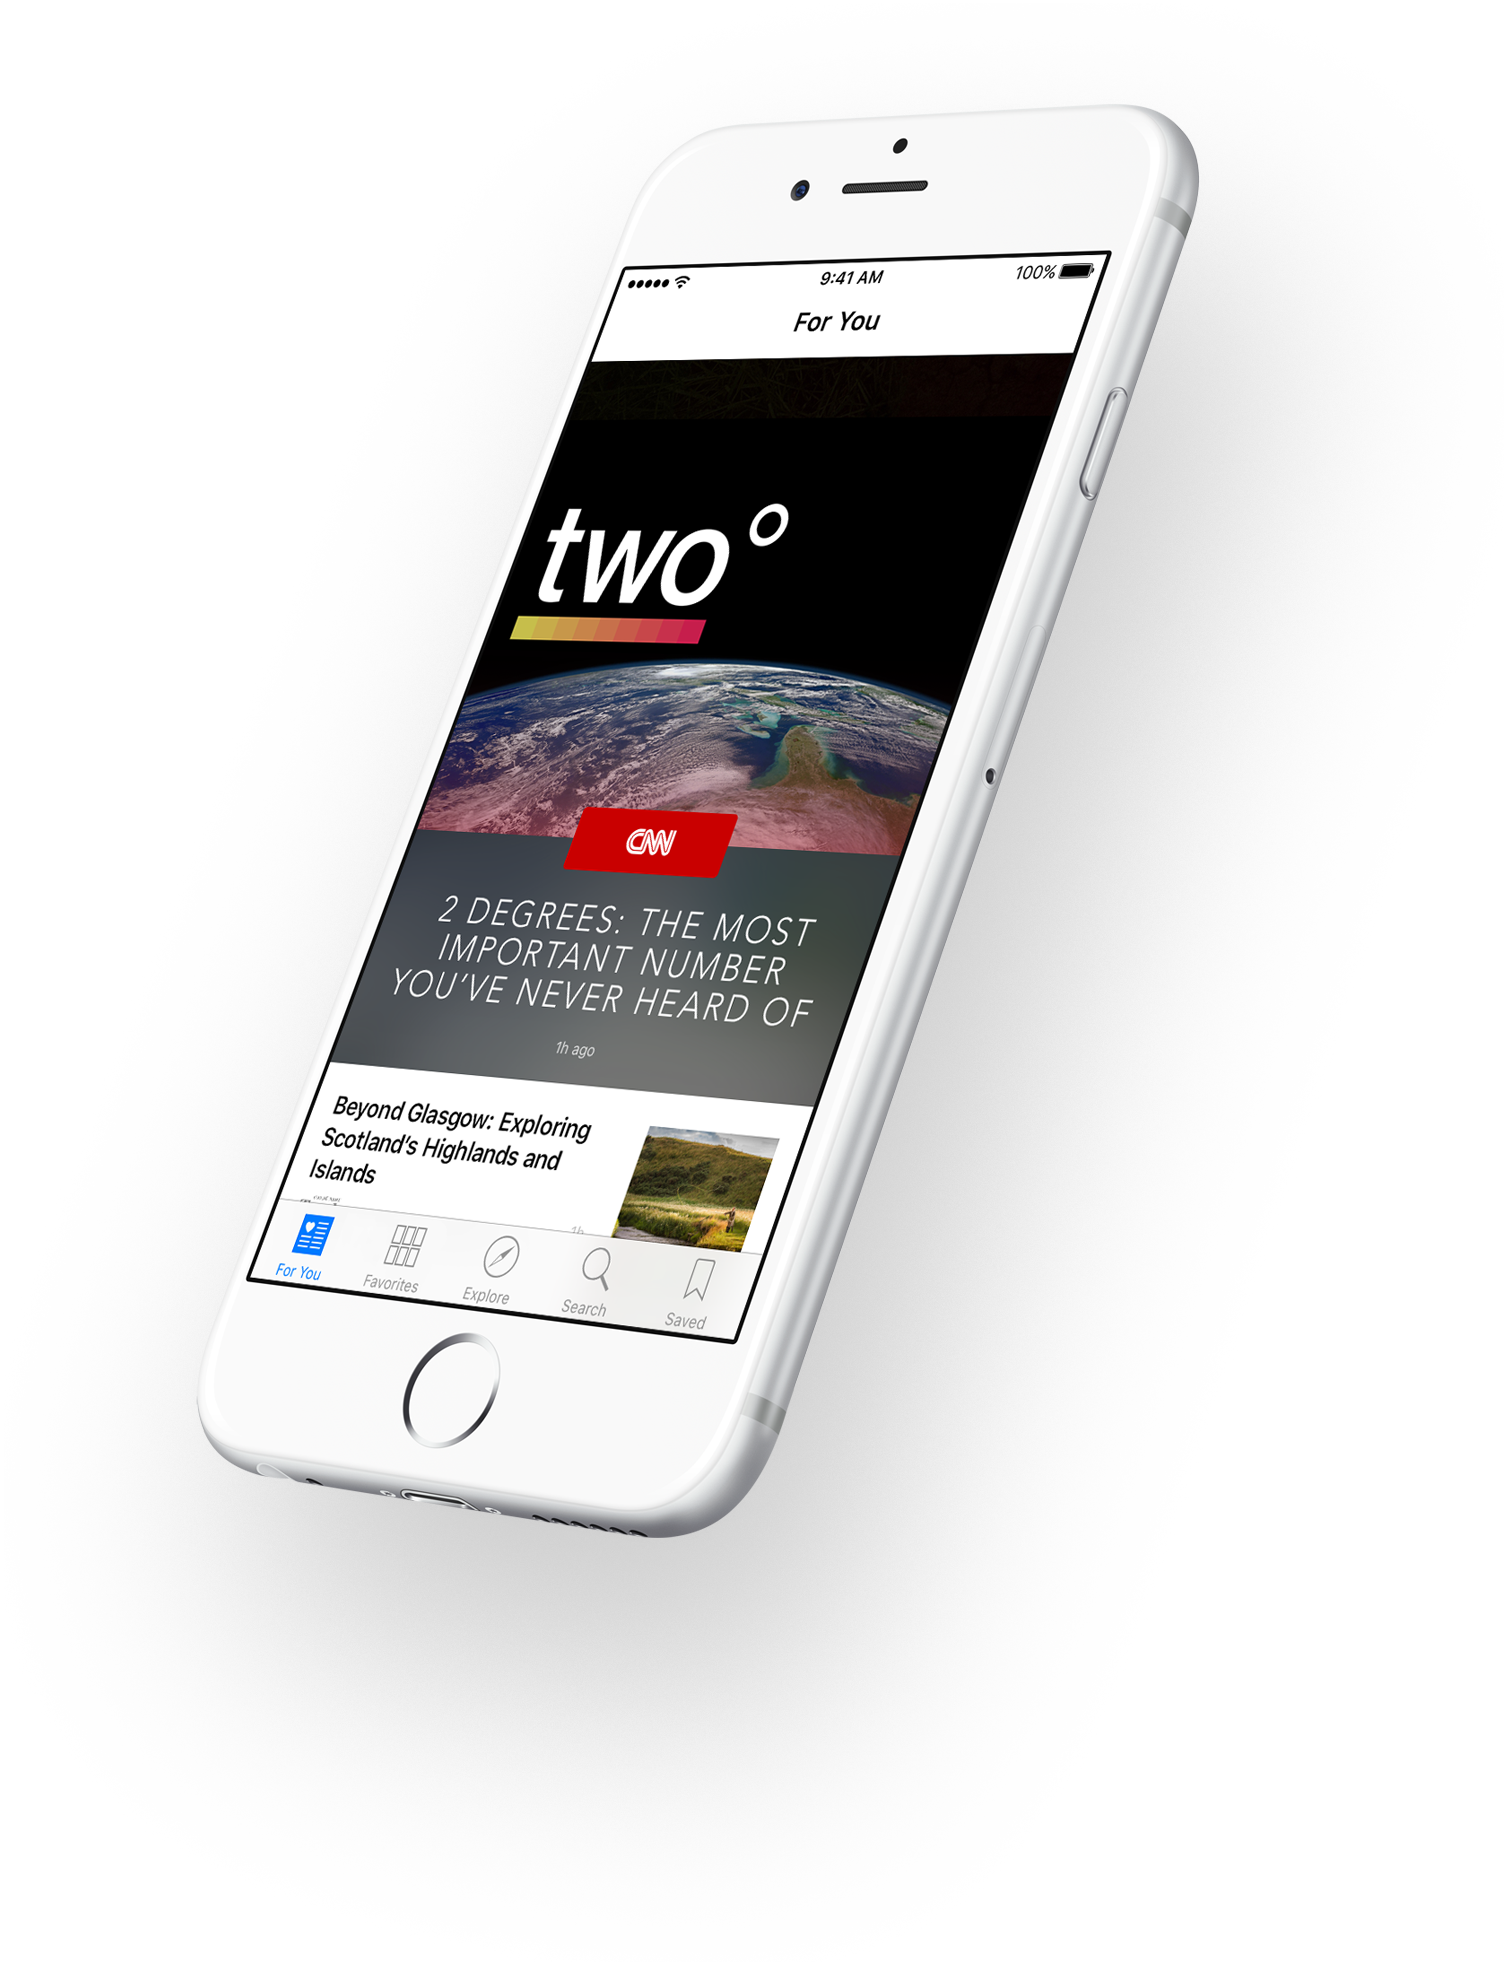 9:41 AM
100%
For You
two°
CNN
2 DEGREES: THE MOST
IMPORTANT NUMBER
YOU'VE NEVER HEARD OF
1h ago
Beyond Glasgow: Exploring
Scotland's Highlands and
Islands
1h
For You
Favorites
Explore
Search
Saved